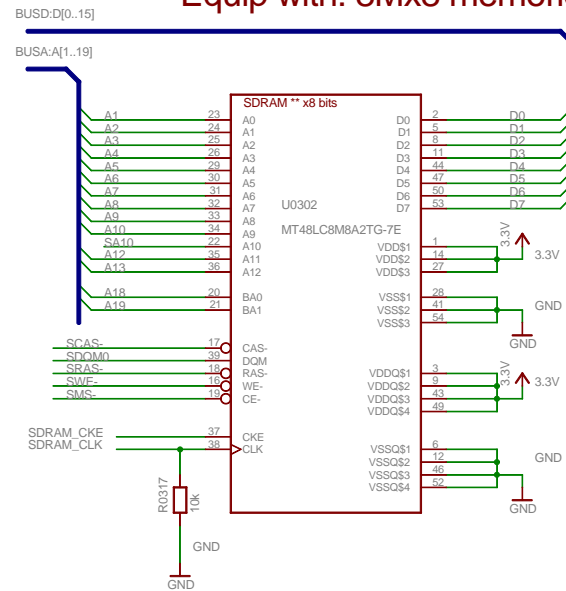 Equip with: 8Mx8 memorie
BUSD:D[0..15]
BUSA:A[1..19]
SDRAM ** x8 bits
A1 23 A0 D0 2 D0
A2 24 A1 D1 5 D1
A3 25 A2 D2 8 D2
A4 26 A3 D3 11 D3
A5 29 A4 D4 44 D4
A6 30 A5 D5 47 D5
A7 31 A6 D6 50 D6
A8 32 A7 D7 53 D7
A9 33 A8
A10 34 A9
SA10 22 A10
A12 35 A11
A13 36 A12
U0302
MT48LC8M8A2TG-7E
VDD$1 1
VDD$2 14
VDD$3 27
3.3V
3.3V
A18 20 BA0
A19 21 BA1
VSS$1 28
VSS$2 41
VSS$3 54
GND
GND
SCAS- 17 CAS-
SDQM0 39 DQM
SRAS- 18 RAS-
SWE- 16 WE-
SMS- 19 CE-
VDDQ$1 3
VDDQ$2 9
VDDQ$3 43
VDDQ$4 49
3.3V
3.3V
SDRAM_CKE 37 CKE
SDRAM_CLK 38 CLK
VSSQ$1 6
VSSQ$2 12
VSSQ$3 46
VSSQ$4 52
GND
GND
R0317
10k
GND
GND